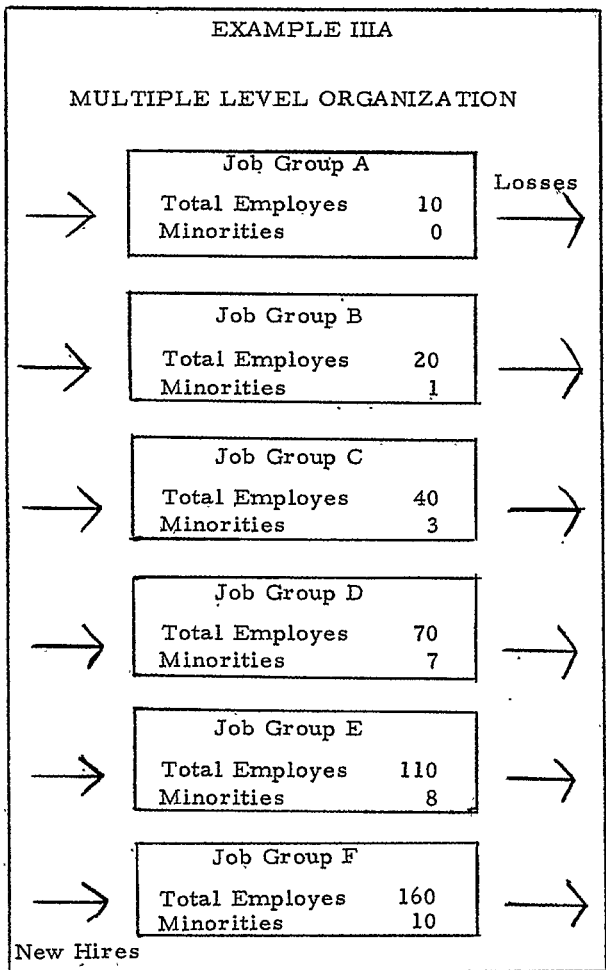 EXAMPLE IIIA
MULTIPLE LEVEL ORGANIZATION
Job Group A
Losses
Total Employes 10
Minorities 0
Job Group B
Total Employes 20
Minorities 1
Job Group C
Total Employes 40
Minorities 3
Job Group D
Total Employes 70
Minorities 7
Job Group E
Total Employes 110
Minorities 8
Job Group F
Total Employes 160
Minorities 10
New Hires